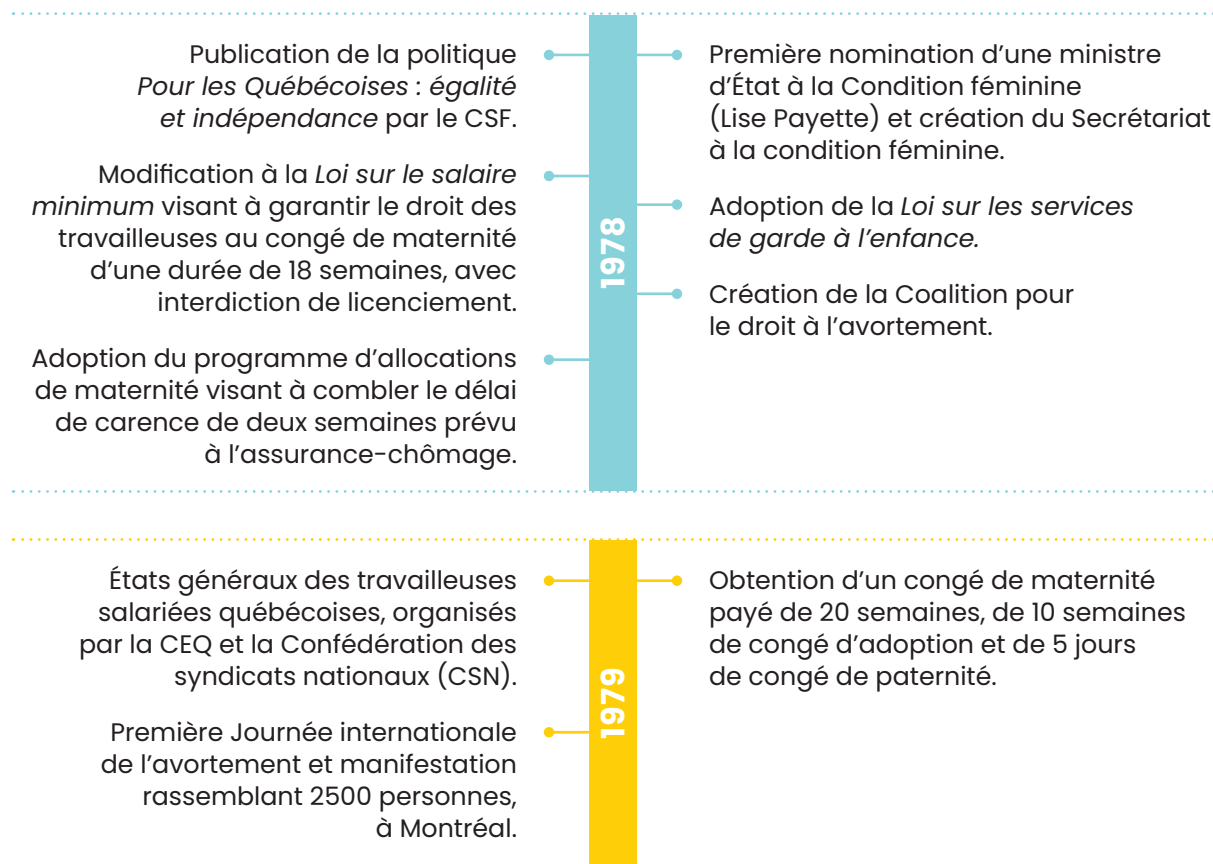 Publication de la politique
Pour les Québécoises : égalité
et indépendance par le CSF.
Modification à la Loi sur le salaire
minimum visant à garantir le droit des
travailleuses au congé de maternité
d’une durée de 18 semaines, avec
interdiction de licenciement.
Adoption du programme d’allocations
de maternité visant à combler le délai
de carence de deux semaines prévu
à l’assurance-chômage.
1978
Première nomination d’une ministre
d’État à la Condition féminine
(Lise Payette) et création du Secrétariat
à la condition féminine.
Adoption de la Loi sur les services
de garde à l’enfance.
Création de la Coalition pour
le droit à l’avortement.
États généraux des travailleuses
salariées québécoises, organisés
par la CEQ et la Confédération des
syndicats nationaux (CSN).
Première Journée internationale
de l’avortement et manifestation
rassemblant 2500 personnes,
à Montréal.
1979
Obtention d’un congé de maternité
payé de 20 semaines, de 10 semaines
de congé d’adoption et de 5 jours
de congé de paternité.